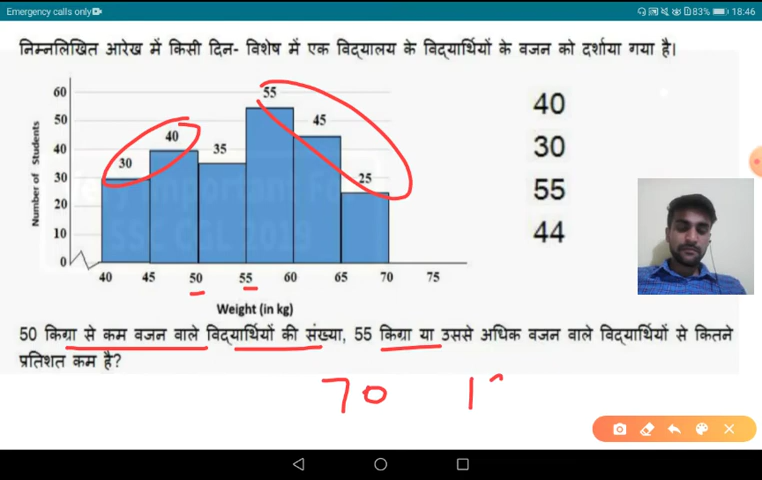 Emergency calls only 83% 18:46
निम्नलिखित आरेख में किसी दिन- विशेष में एक विद्यालय के विद्यार्थियों के वजन को दर्शाया गया है।
Number of Students
60
50
40
30
20
10
0
30
40
35
55
45
25
40 45 50 55 60 65 70 75
Weight (in kg)
40
30
55
44
50 किग्रा से कम वजन वाले विद्यार्थियों की संख्या, 55 किग्रा या उससे अधिक वजन वाले विद्यार्थियों से कितने
प्रतिशत कम है?
70